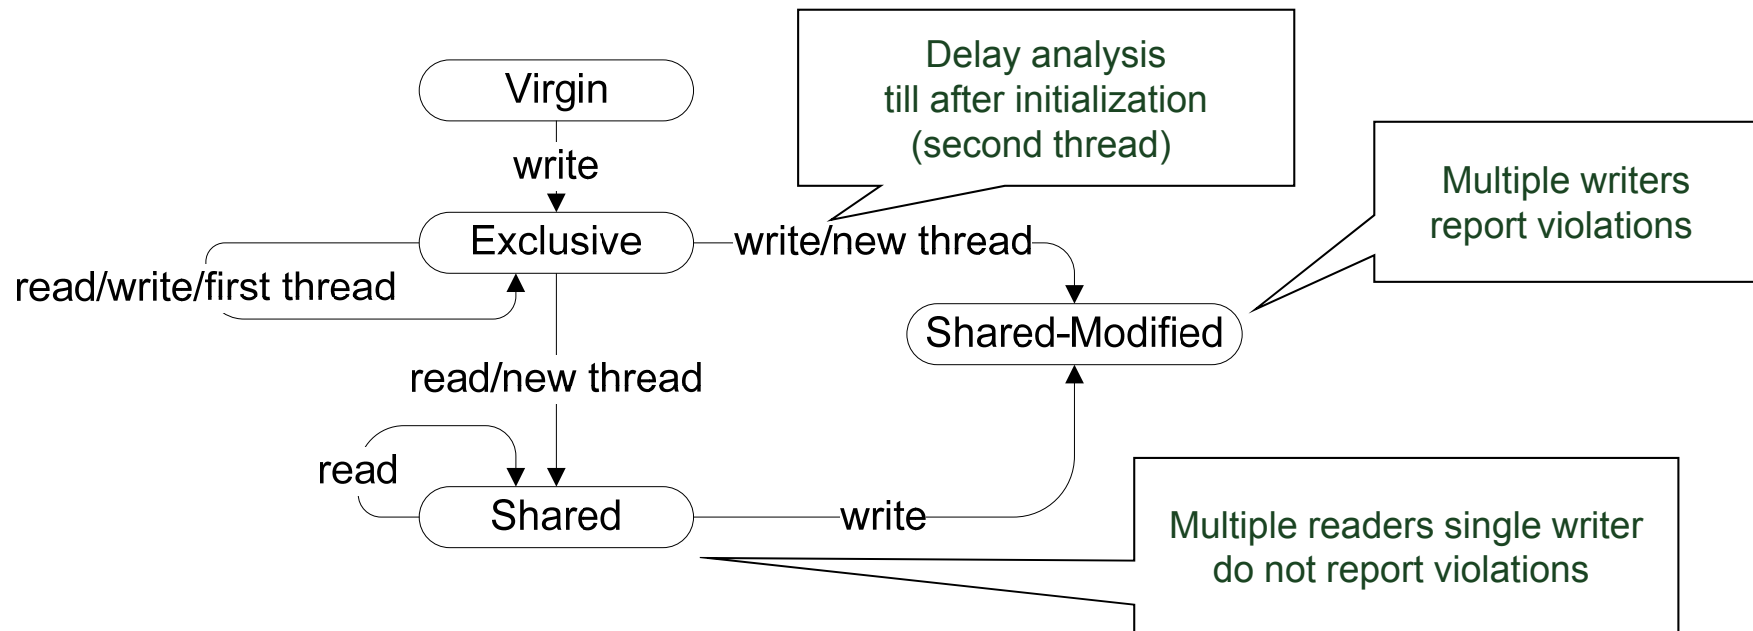 Delay analysis
till after initialization
(second thread)
Virgin
write
Multiple writers
report violations
Exclusive
write/new thread
read/write/first thread
Shared-Modified
read/new thread
read
Shared
write
Multiple readers single writer
do not report violations